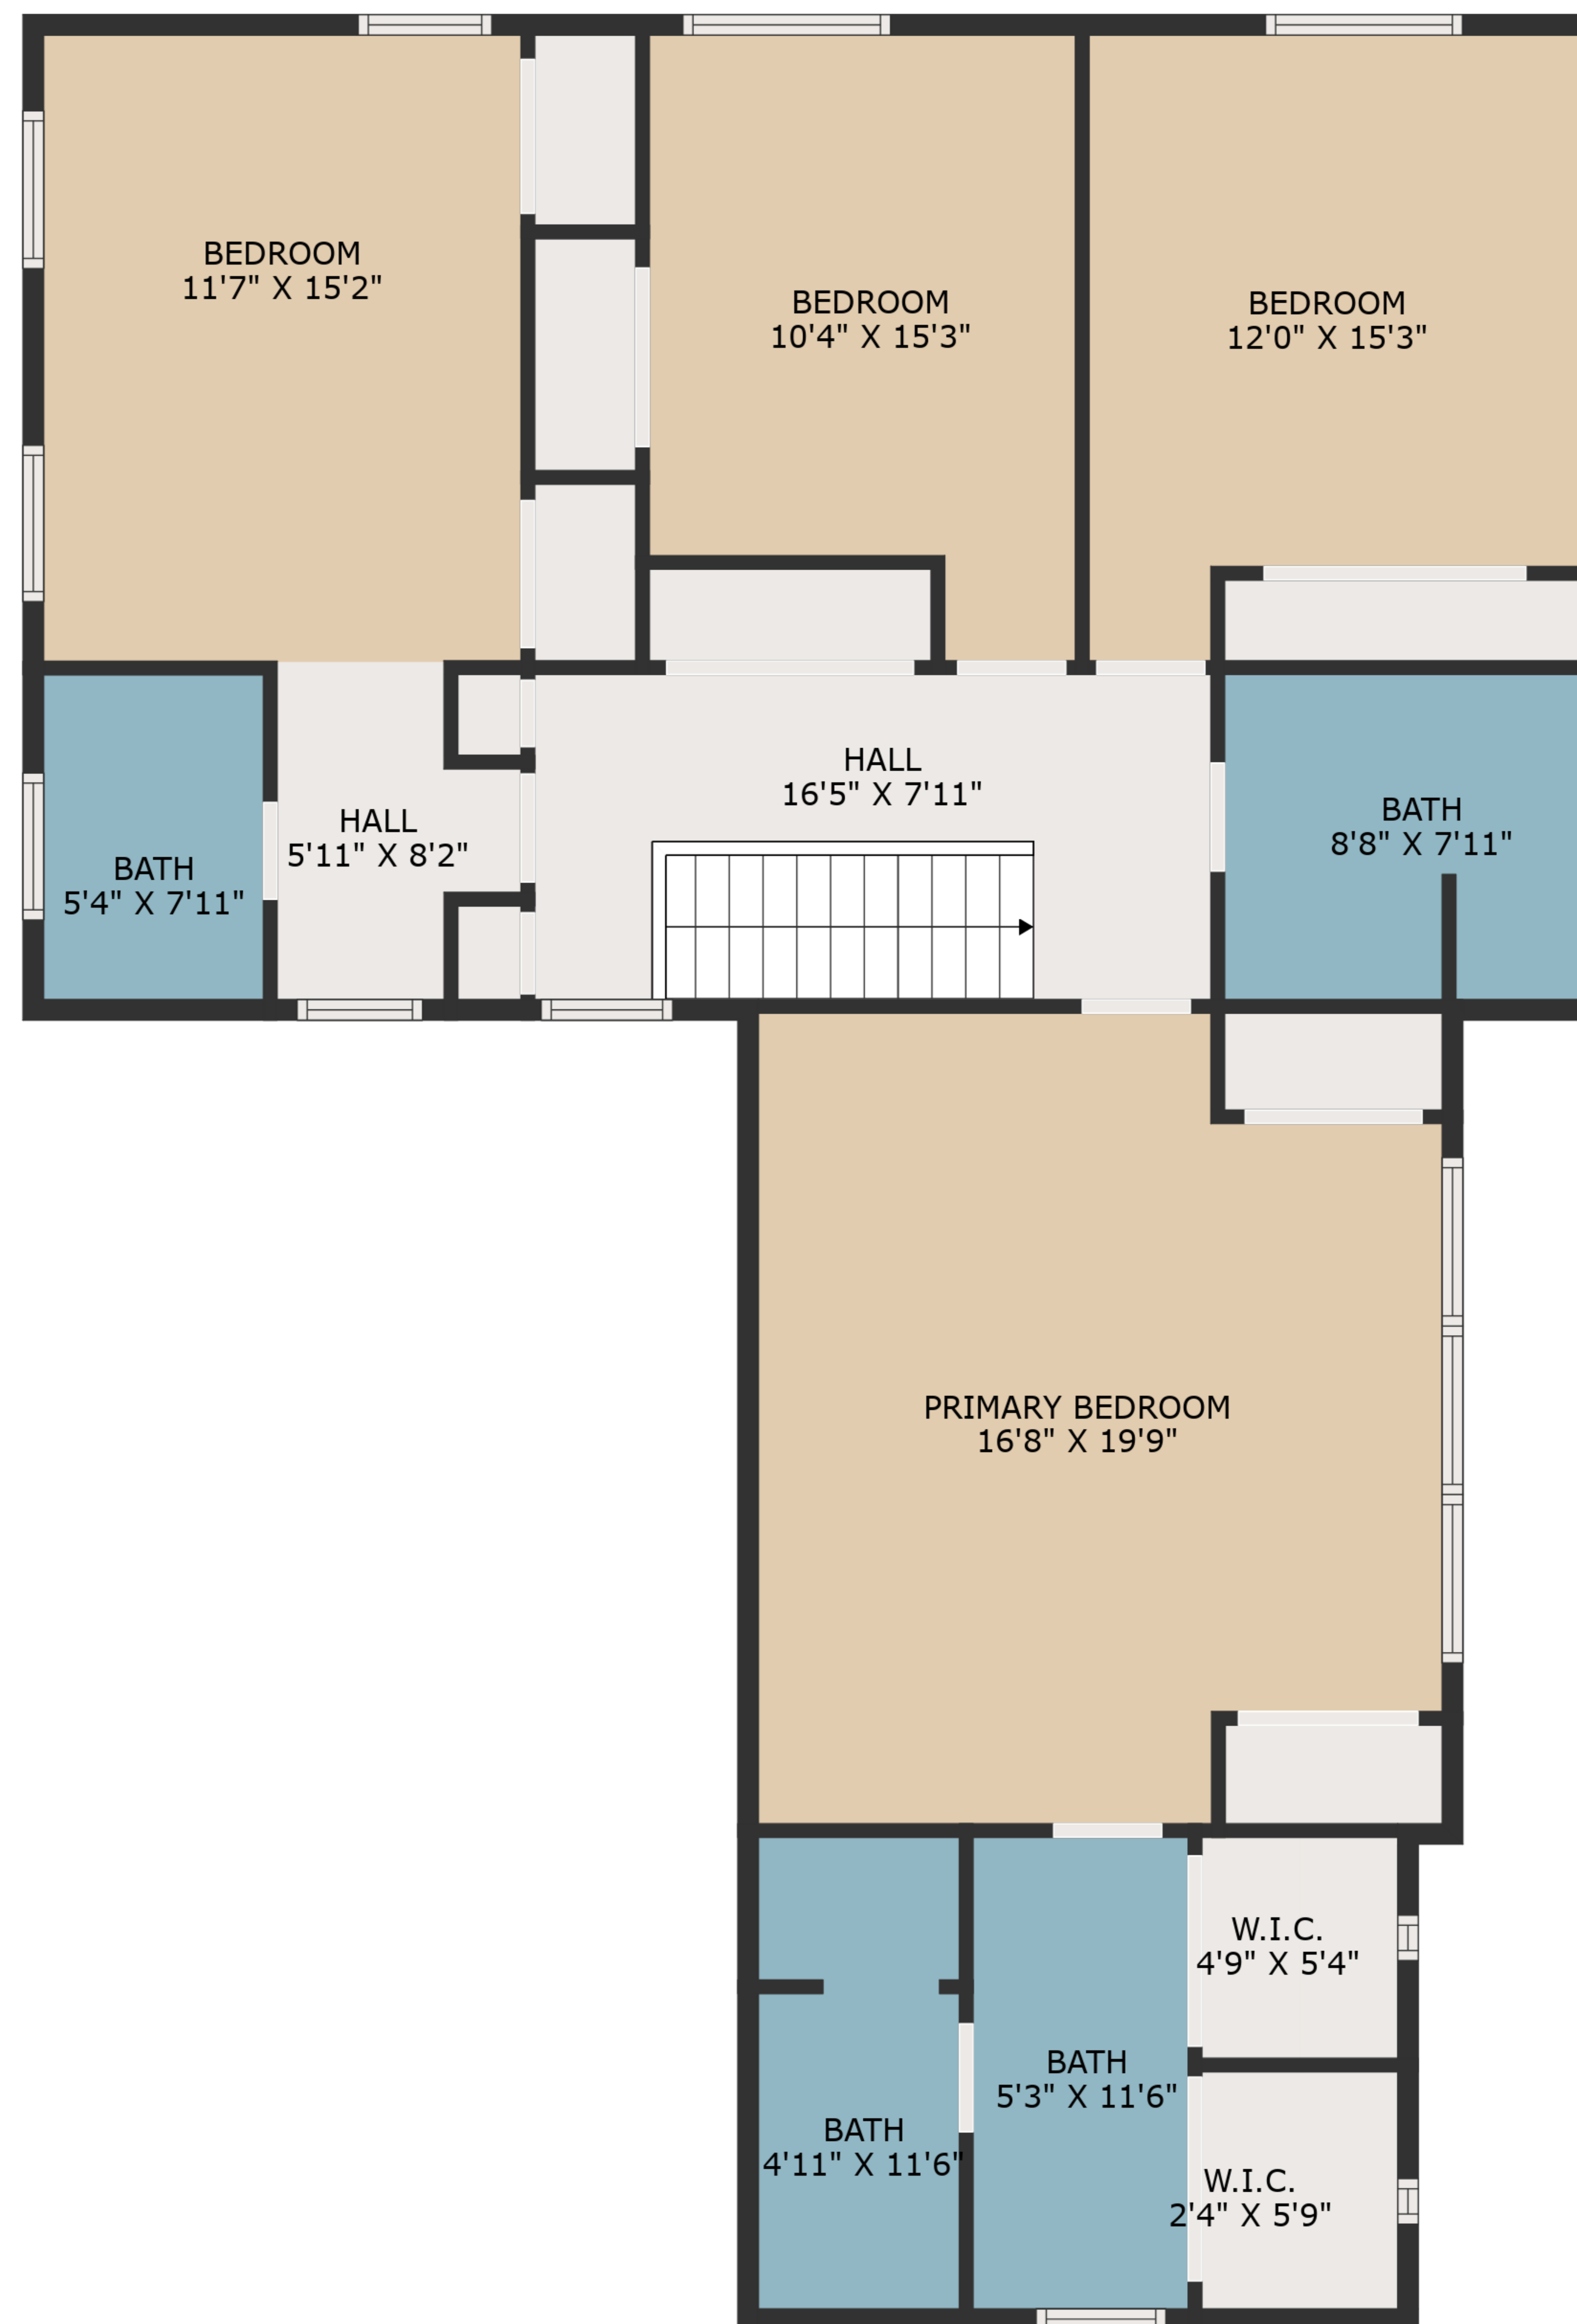 BEDROOM
11'7" X 15'2"
BEDROOM
10'4" X 15'3"
BEDROOM
12'0" X 15'3"
HALL
16'5" X 7'11"
HALL
5'11" X 8'2"
BATH
8'8" X 7'11"
BATH
5'4" X 7'11"
PRIMARY BEDROOM
16'8" X 19'9"
W.I.C.
4'9" X 5'4"
BATH
5'3" X 11'6"
BATH
4'11" X 11'6"
W.I.C.
2'4" X 5'9"